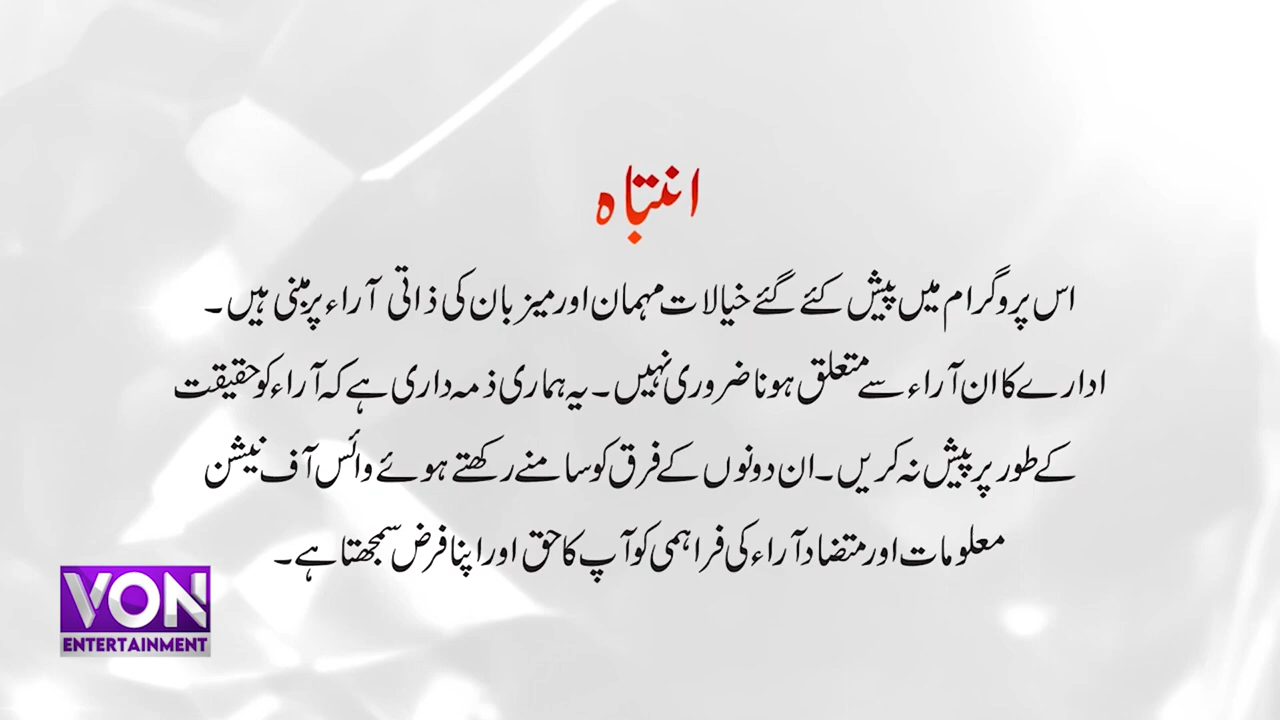 انتباہ
اس پروگرام میں پیش کئے گئے خیالات مہمان اور میزبان کی ذاتی آراء پر مبنی ہیں۔
ادارے کا ان آراء سے متعلق ہونا ضروری نہیں۔ یہ ہماری ذمہ داری ہے کہ آراء کو حقیقت
کے طور پر پیش نہ کریں۔ ان دونوں کے فرق کو سامنے رکھتے ہوئے وائس آف نیشن
معلومات اور متضاد آراء کی فراہمی کو آپ کا حق اور اپنا فرض سمجھتا ہے۔
VON
ENTERTAINMENT